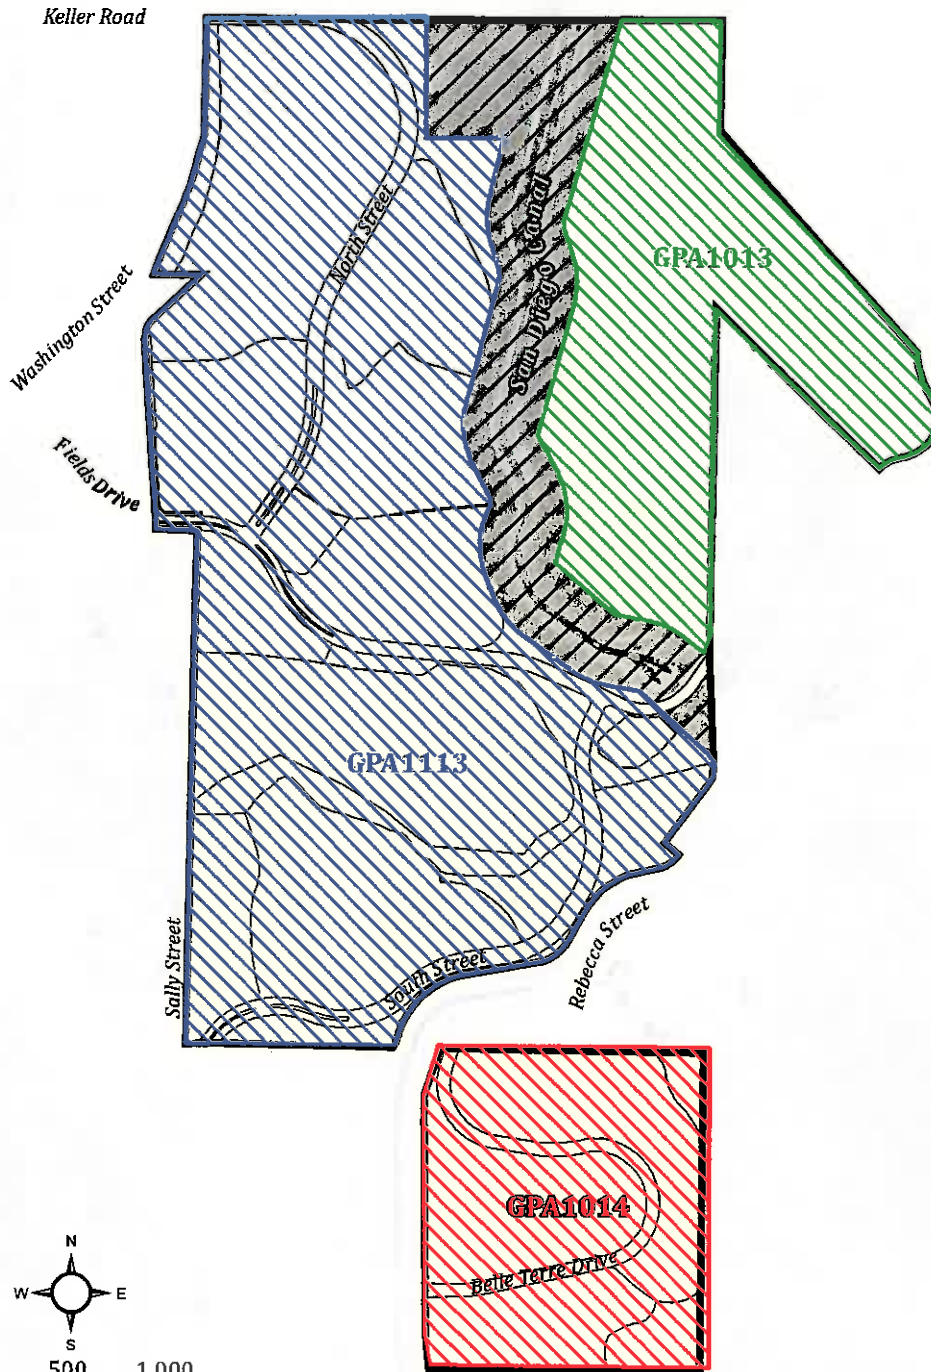 Keller Road
North Street
San Diego Canal
GPA1013
Washington Street
Fields Drive
GPA1113
Sally Street
South Street
Rebecca Street
GPA1014
Belle Terre Drive
N
W E
S
500 1,000